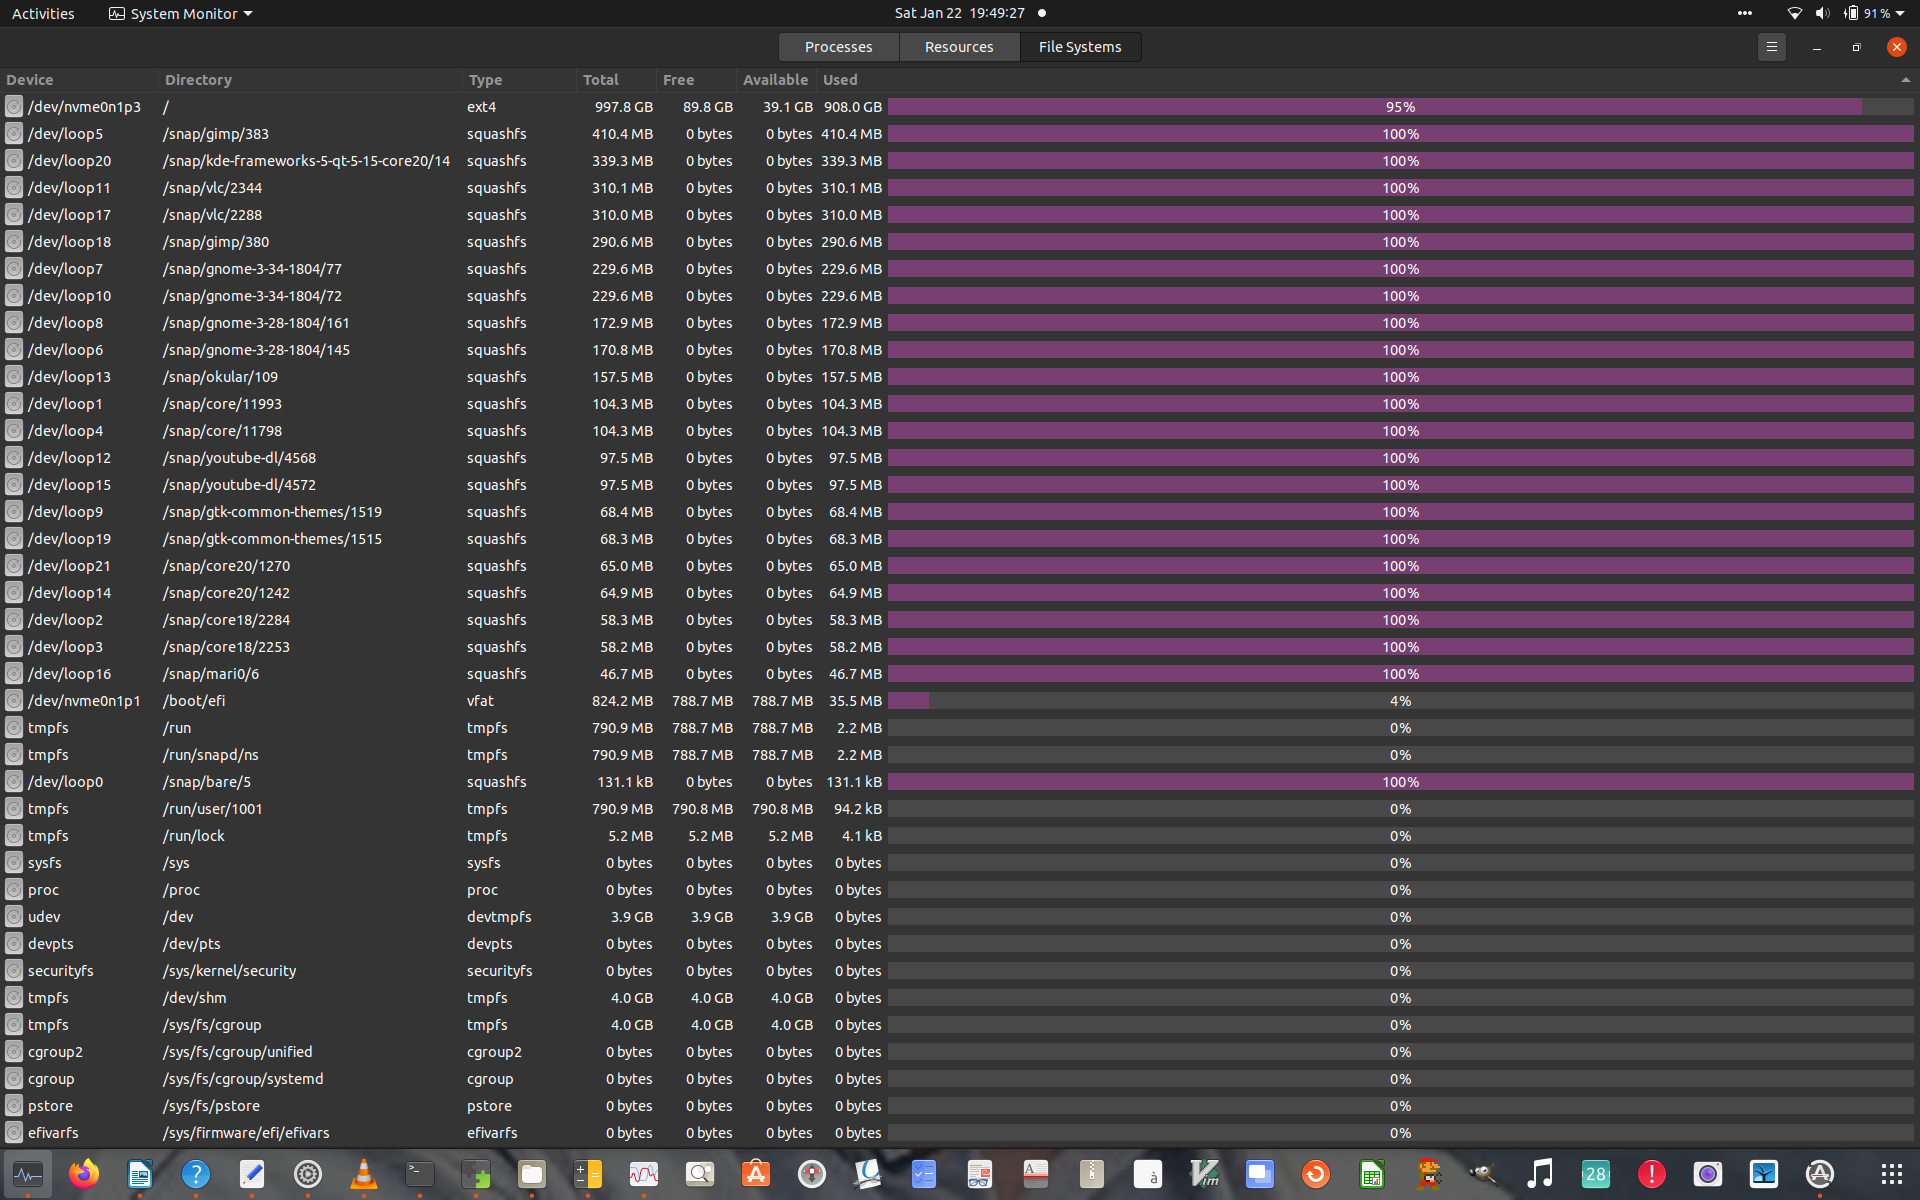 Activities System Monitor Sat Jan 22 19:49:27 91 %
Processes Resources File Systems
Device Directory Type Total Free Available Used
/dev/nvme0n1p3 / ext4 997.8 GB 89.8 GB 39.1 GB 908.0 GB 95%
/dev/loop5 /snap/gimp/383 squashfs 410.4 MB 0 bytes 0 bytes 410.4 MB 100%
/dev/loop20 /snap/kde-frameworks-5-qt-5-15-core20/14 squashfs 339.3 MB 0 bytes 0 bytes 339.3 MB 100%
/dev/loop11 /snap/vlc/2344 squashfs 310.1 MB 0 bytes 0 bytes 310.1 MB 100%
/dev/loop17 /snap/vlc/2288 squashfs 310.0 MB 0 bytes 0 bytes 310.0 MB 100%
/dev/loop18 /snap/gimp/380 squashfs 290.6 MB 0 bytes 0 bytes 290.6 MB 100%
/dev/loop7 /snap/gnome-3-34-1804/77 squashfs 229.6 MB 0 bytes 0 bytes 229.6 MB 100%
/dev/loop10 /snap/gnome-3-34-1804/72 squashfs 229.6 MB 0 bytes 0 bytes 229.6 MB 100%
/dev/loop8 /snap/gnome-3-28-1804/161 squashfs 172.9 MB 0 bytes 0 bytes 172.9 MB 100%
/dev/loop6 /snap/gnome-3-28-1804/145 squashfs 170.8 MB 0 bytes 0 bytes 170.8 MB 100%
/dev/loop13 /snap/okular/109 squashfs 157.5 MB 0 bytes 0 bytes 157.5 MB 100%
/dev/loop1 /snap/core/11993 squashfs 104.3 MB 0 bytes 0 bytes 104.3 MB 100%
/dev/loop4 /snap/core/11798 squashfs 104.3 MB 0 bytes 0 bytes 104.3 MB 100%
/dev/loop12 /snap/youtube-dl/4568 squashfs 97.5 MB 0 bytes 0 bytes 97.5 MB 100%
/dev/loop15 /snap/youtube-dl/4572 squashfs 97.5 MB 0 bytes 0 bytes 97.5 MB 100%
/dev/loop9 /snap/gtk-common-themes/1519 squashfs 68.4 MB 0 bytes 0 bytes 68.4 MB 100%
/dev/loop19 /snap/gtk-common-themes/1515 squashfs 68.3 MB 0 bytes 0 bytes 68.3 MB 100%
/dev/loop21 /snap/core20/1270 squashfs 65.0 MB 0 bytes 0 bytes 65.0 MB 100%
/dev/loop14 /snap/core20/1242 squashfs 64.9 MB 0 bytes 0 bytes 64.9 MB 100%
/dev/loop2 /snap/core18/2284 squashfs 58.3 MB 0 bytes 0 bytes 58.3 MB 100%
/dev/loop3 /snap/core18/2253 squashfs 58.2 MB 0 bytes 0 bytes 58.2 MB 100%
/dev/loop16 /snap/mari0/6 squashfs 46.7 MB 0 bytes 0 bytes 46.7 MB 100%
/dev/nvme0n1p1 /boot/efi vfat 824.2 MB 788.7 MB 788.7 MB 35.5 MB 4%
tmpfs /run tmpfs 790.9 MB 788.7 MB 788.7 MB 2.2 MB 0%
tmpfs /run/snapd/ns tmpfs 790.9 MB 788.7 MB 788.7 MB 2.2 MB 0%
/dev/loop0 /snap/bare/5 squashfs 131.1 kB 0 bytes 0 bytes 131.1 kB 100%
tmpfs /run/user/1001 tmpfs 790.9 MB 790.8 MB 790.8 MB 94.2 kB 0%
tmpfs /run/lock tmpfs 5.2 MB 5.2 MB 5.2 MB 4.1 kB 0%
sysfs /sys sysfs 0 bytes 0 bytes 0 bytes 0 bytes 0%
proc /proc proc 0 bytes 0 bytes 0 bytes 0 bytes 0%
udev /dev devtmpfs 3.9 GB 3.9 GB 3.9 GB 0 bytes 0%
devpts /dev/pts devpts 0 bytes 0 bytes 0 bytes 0 bytes 0%
securityfs /sys/kernel/security securityfs 0 bytes 0 bytes 0 bytes 0 bytes 0%
tmpfs /dev/shm tmpfs 4.0 GB 4.0 GB 4.0 GB 0 bytes 0%
tmpfs /sys/fs/cgroup tmpfs 4.0 GB 4.0 GB 4.0 GB 0 bytes 0%
cgroup2 /sys/fs/cgroup/unified cgroup2 0 bytes 0 bytes 0 bytes 0 bytes 0%
cgroup /sys/fs/cgroup/systemd cgroup 0 bytes 0 bytes 0 bytes 0 bytes 0%
pstore /sys/fs/pstore pstore 0 bytes 0 bytes 0 bytes 0 bytes 0%
efivarfs /sys/firmware/efi/efivars efivarfs 0 bytes 0 bytes 0 bytes 0 bytes 0%
? >_ A à Vim 28 !